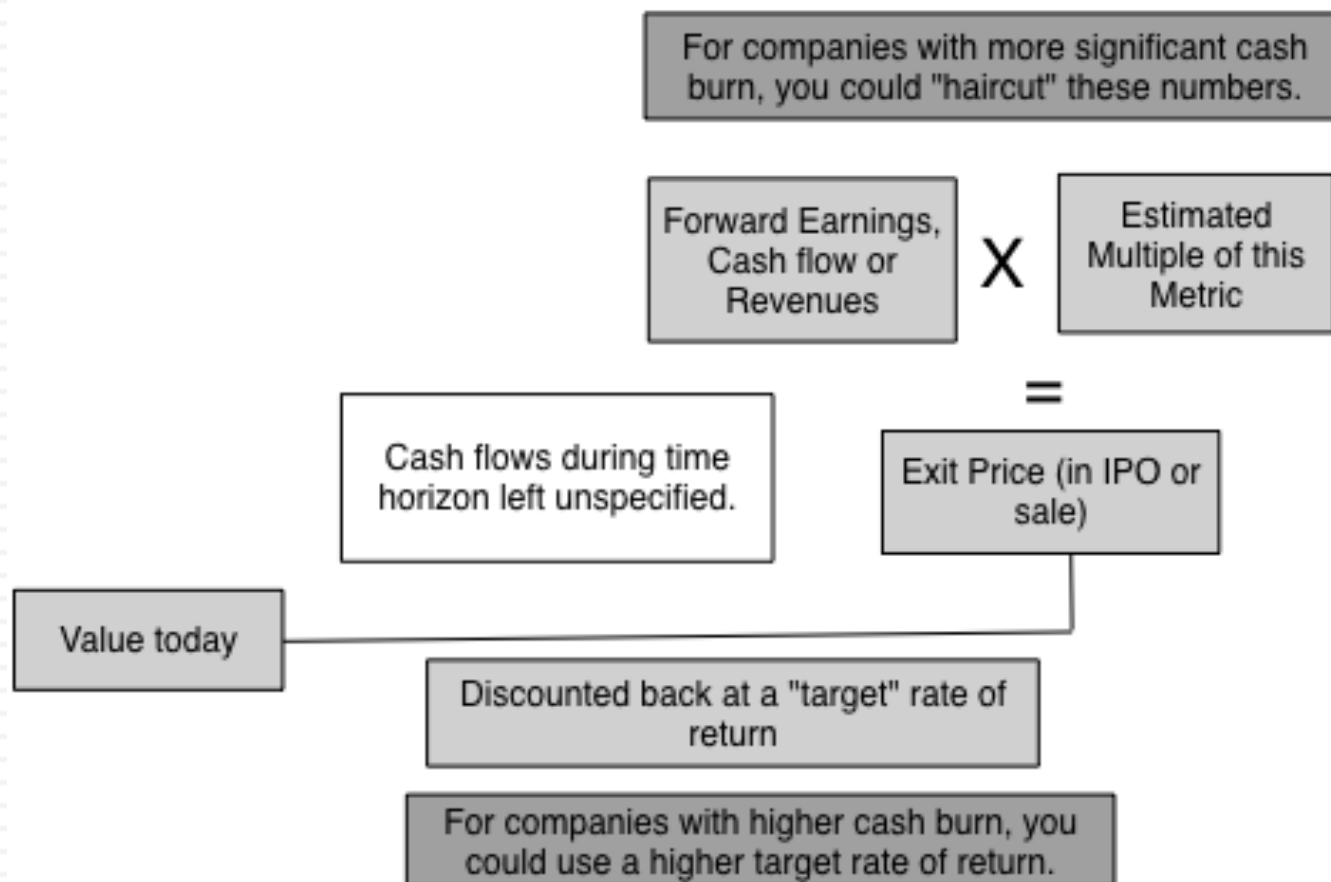 For companies with more significant cash
burn, you could "haircut" these numbers.
Forward Earnings,
Cash flow or
Revenues
X
Estimated
Multiple of this
Metric
=
Cash flows during time
horizon left unspecified.
Exit Price (in IPO or
sale)
Value today
Discounted back at a "target" rate of
return
For companies with higher cash burn, you
could use a higher target rate of return.